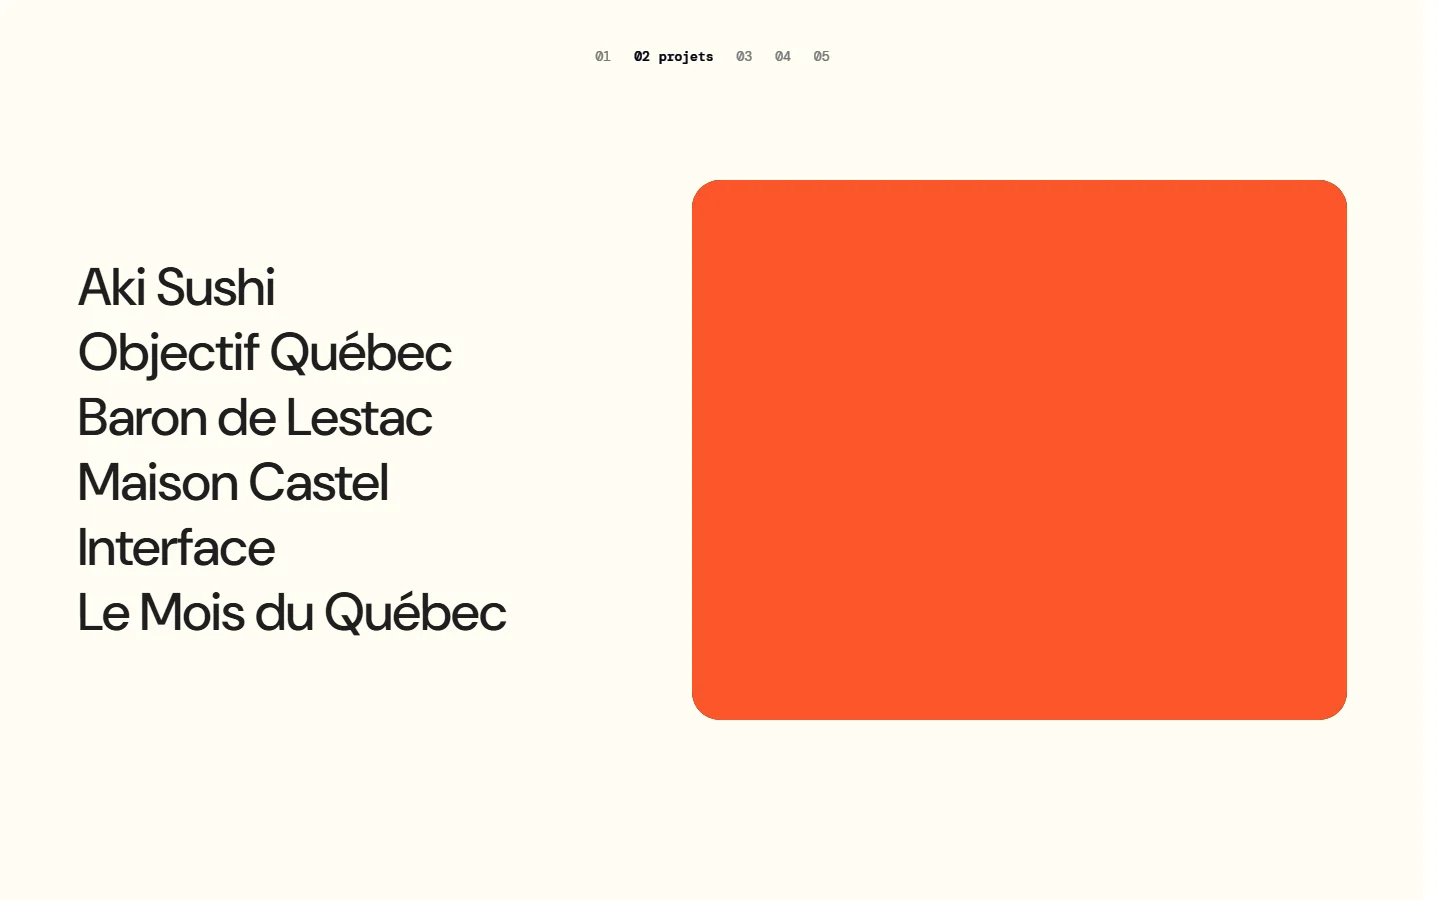 01 02 projets 03 04 05
Aki Sushi
Objectif Québec
Baron de Lestac
Maison Castel
Interface
Le Mois du Québec